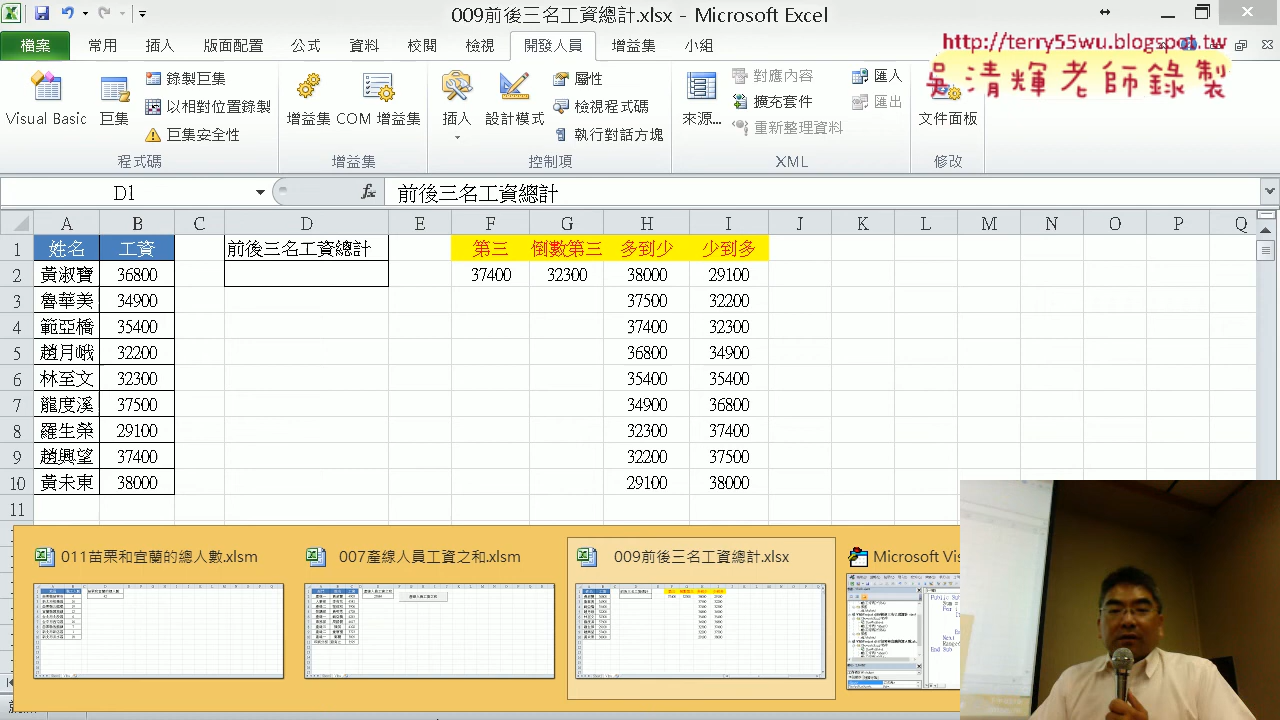 009前後三名工資總計.xlsx - Microsoft Excel
http://terry55wu.blogspot.tw
吳清輝老師錄製
檔案 常用 插入 版面配置 公式 資料 校閱 檢視 開發人員 增益集 小組
Visual Basic 巨集 錄製巨集 以相對位置錄製 巨集安全性 程式碼
增益集 COM 增益集 增益集
插入 設計模式 屬性 檢視程式碼 執行對話方塊 控制項
來源... 對應內容 擴充套件 重新整理資料 匯入 匯出 XML
文件面板 修改
D1 fx 前後三名工資總計
A B C D E F G H I J K L M N O P Q
1 姓名 工資 前後三名工資總計 第三 倒數第三 多到少 少到多
2 黃淑寶 36800 37400 32300 38000 29100
3 魯華美 34900 37500 32200
4 範亞橋 35400 37400 32300
5 趙月峨 32200 36800 34900
6 林至文 32300 35400 35400
7 龍度溪 37500 34900 36800
8 羅生榮 29100 32300 37400
9 趙興望 37400 32200 37500
10 黃未東 38000 29100 38000
11
011苗栗和宜蘭的總人數.xlsm 007產線人員工資之和.xlsm 009前後三名工資總計.xlsx Microsoft Vis